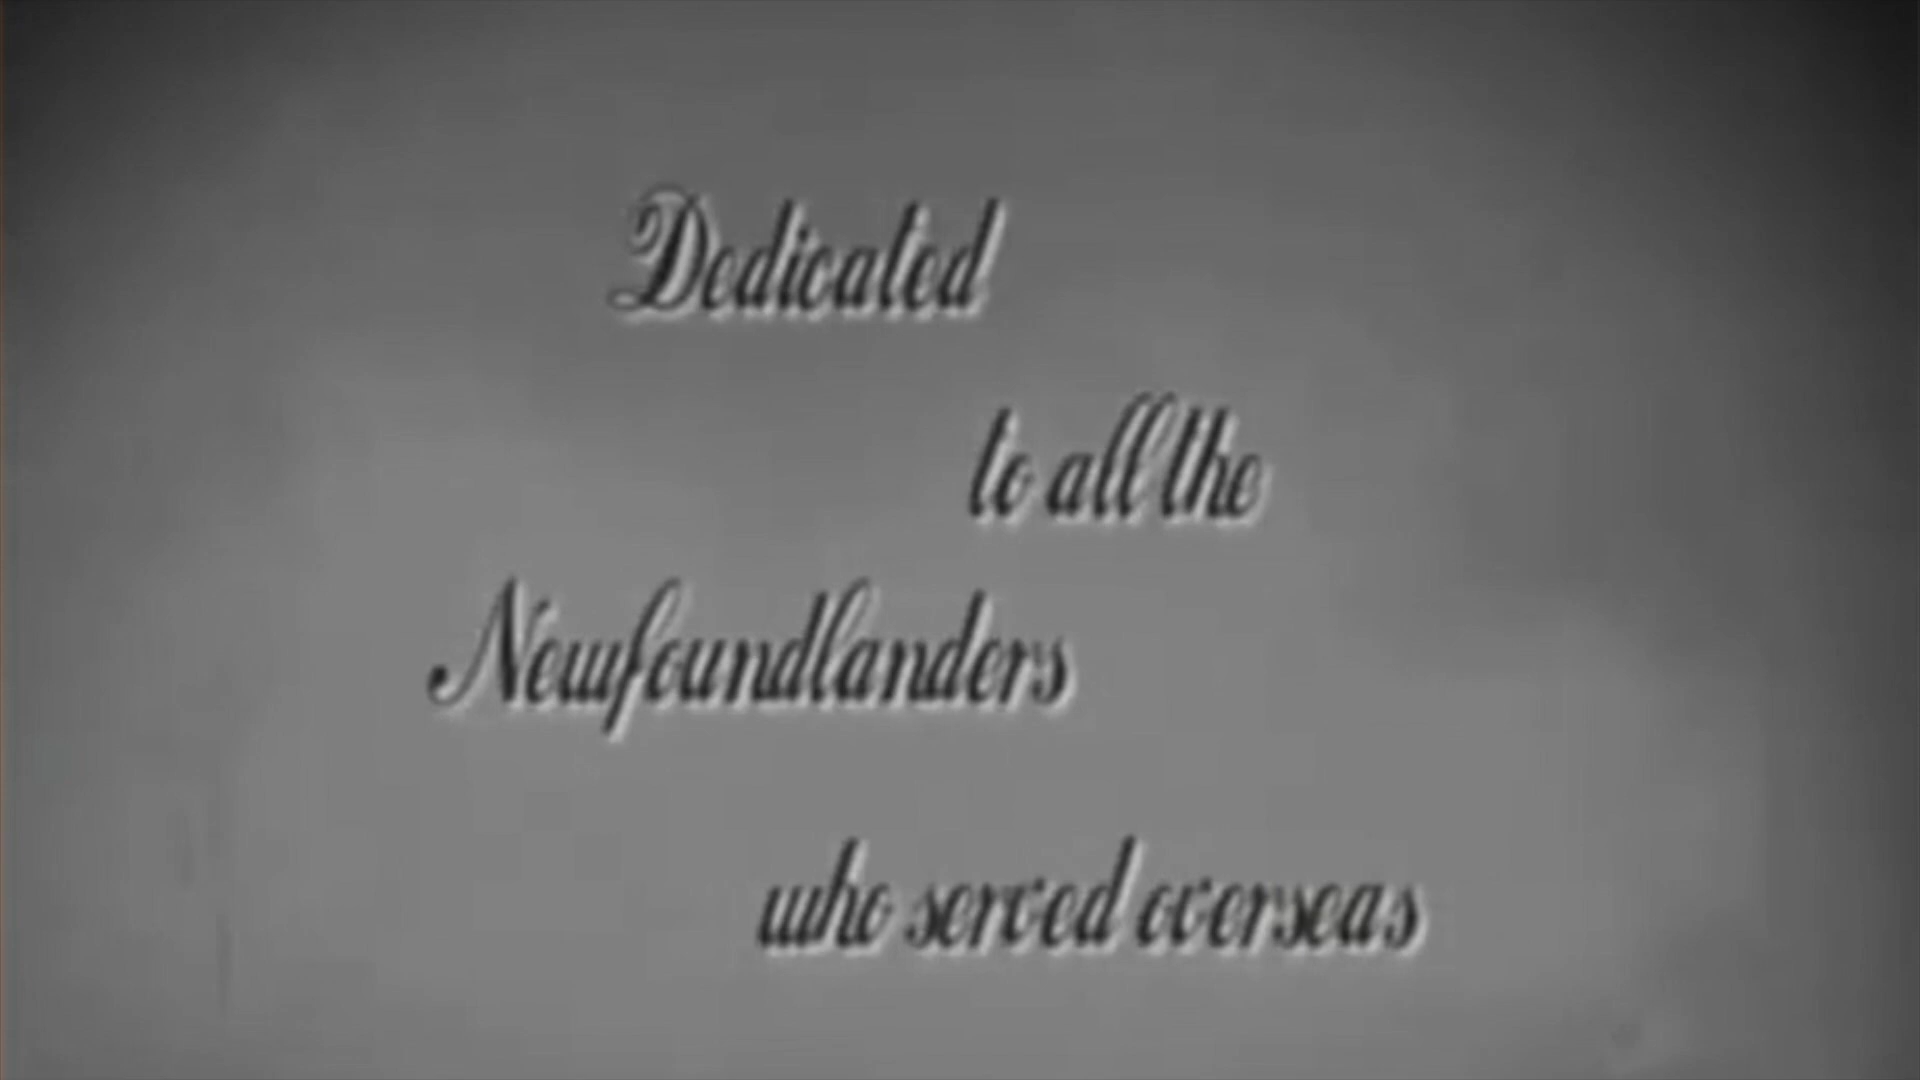 Dedicated
to all the
Newfoundlanders
who served overseas